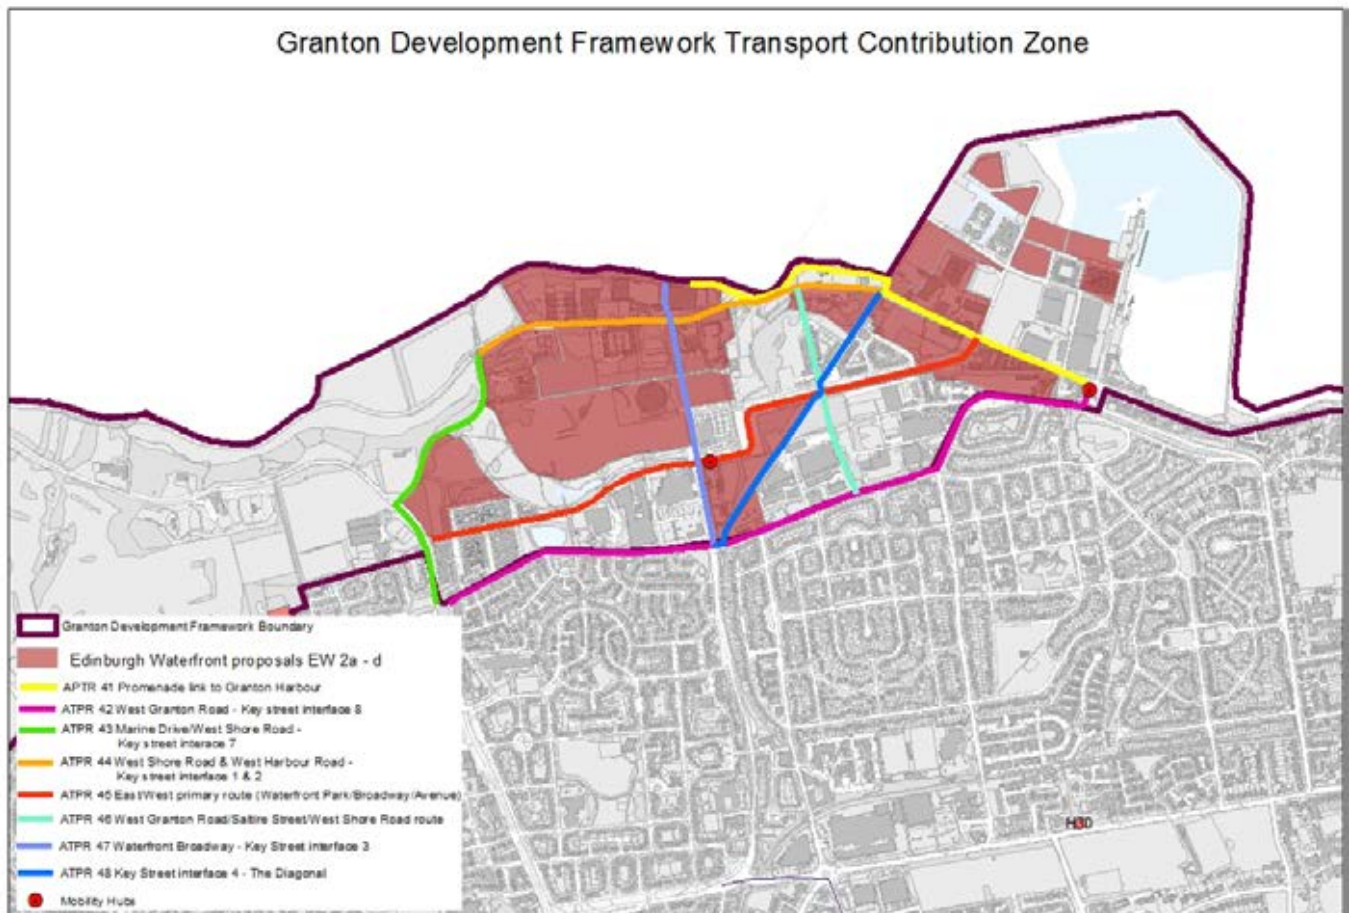 Granton Development Framework Transport Contribution Zone
Granton Development Framework Boundary
Edinburgh Waterfront proposals EW 2a - d
APTR 41 Promenade link to Granton Harbour
ATPR 42 West Granton Road - Key street interface 8
ATPR 43 Marine Drive/West Shore Road -
Key street interace 7
ATPR 44 West Shore Road & West Harbour Road -
Key street interface 1 & 2
ATPR 45 East/West primary route (Waterfront Park/Broadway/Avenue)
ATPR 46 West Granton Road/Saltire Street/West Shore Road route
ATPR 47 Waterfront Broadway - Key Street interface 3
ATPR 48 Key Street interface 4 - The Diagonal
Mobility Hubs